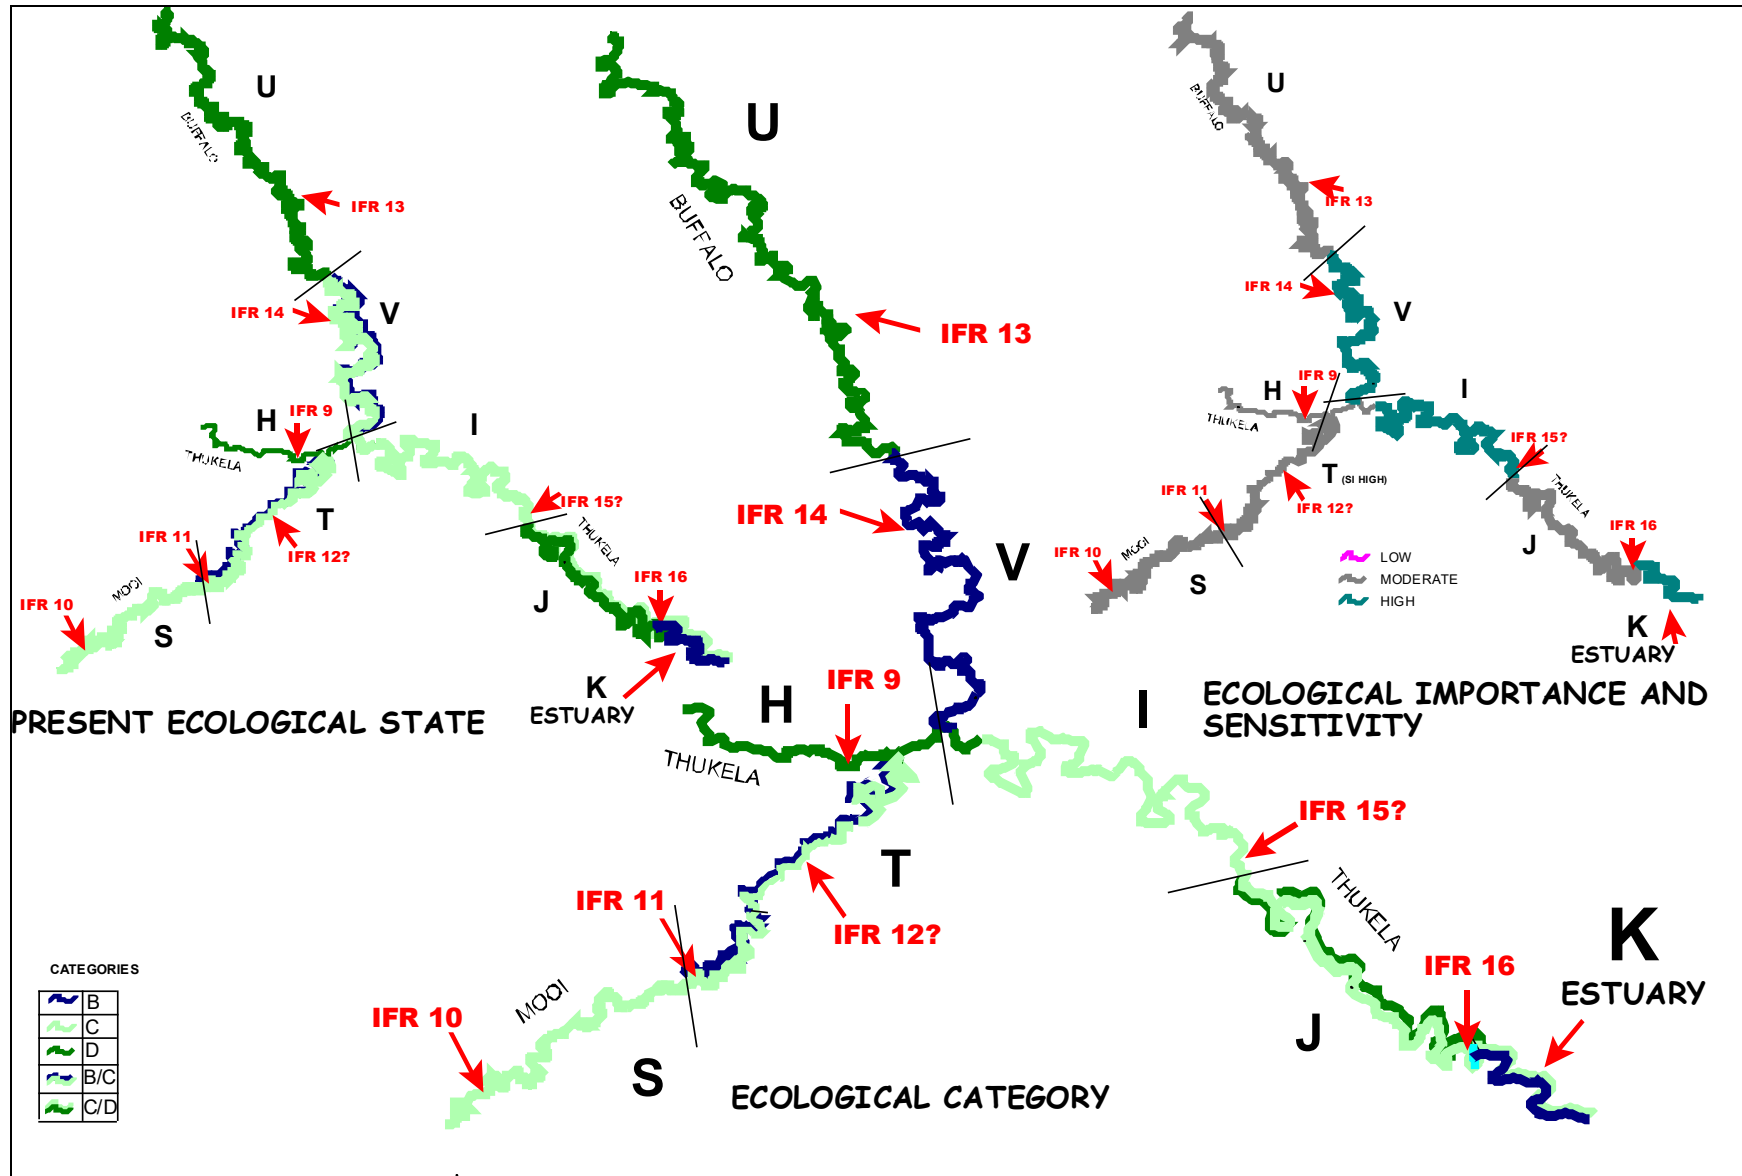 U
BUFFALO
IFR 13
IFR 14
V
H
IFR 9
I
THUKELA
IFR 15?
THUKELA
T
IFR 11
IFR 12?
MOOI
IFR 10
S
J
IFR 16
K
ESTUARY
PRESENT ECOLOGICAL STATE
U
BUFFALO
IFR 13
IFR 14
V
H
IFR 9
I
THUKELA
IFR 15?
THUKELA
T
IFR 11
IFR 12?
MOOI
IFR 10
S
J
IFR 16
K
ESTUARY
ECOLOGICAL CATEGORY
U
BUFFALO
IFR 13
IFR 14
V
IFR 9
H
I
THUKELA
IFR 15?
T (SI HIGH)
THUKELA
IFR 11
IFR 12?
IFR 16
IFR 10
MOOI
S
J
LOW
MODERATE
HIGH
K
ESTUARY
ECOLOGICAL IMPORTANCE AND
SENSITIVITY
CATEGORIES
B
C
D
B/C
C/D